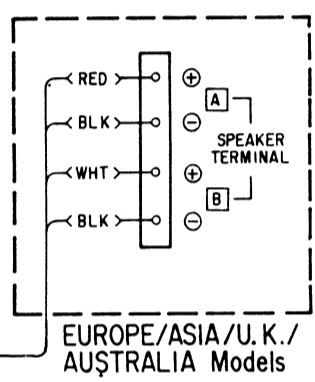 RED ⊕
A
BLK ⊖
SPEAKER
TERMINAL
WHT ⊕
B
BLK ⊖
EUROPE/ASIA/U.K./
AUSTRALIA Models